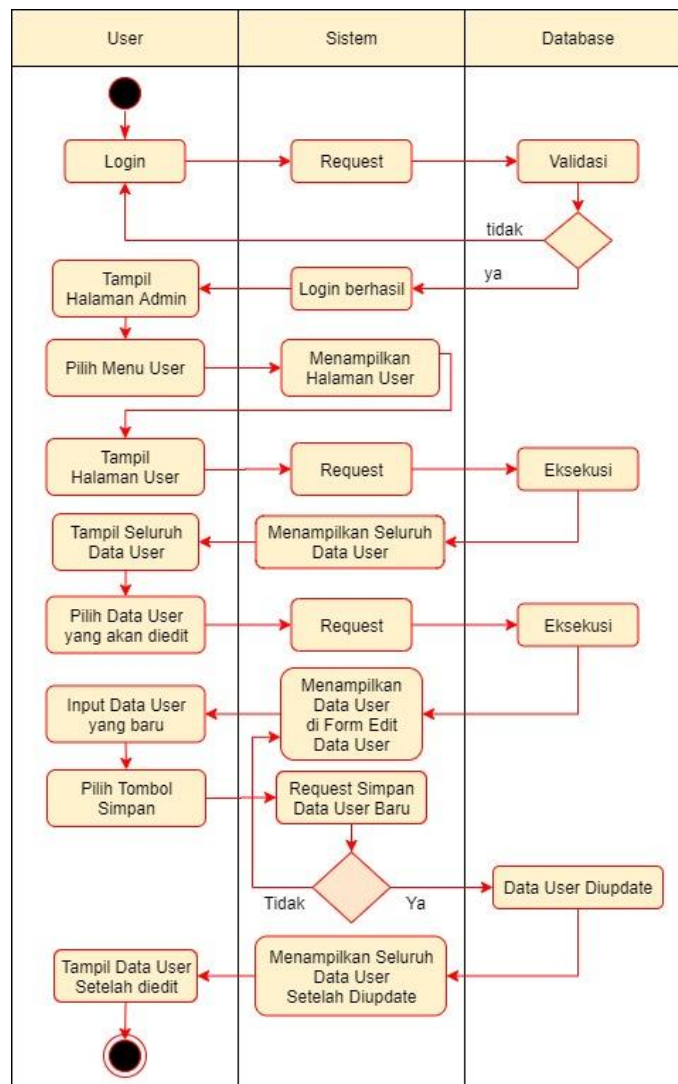 User
Sistem
Database
Login
Request
Validasi
tidak
ya
Tampil
Halaman Admin
Login berhasil
Pilih Menu User
Menampilkan
Halaman User
Tampil
Halaman User
Request
Eksekusi
Tampil Seluruh
Data User
Menampilkan Seluruh
Data User
Pilih Data User
yang akan diedit
Request
Eksekusi
Menampilkan
Data User
di Form Edit
Data User
Input Data User
yang baru
Pilih Tombol
Simpan
Request Simpan
Data User Baru
Tidak
Ya
Data User Diupdate
Tampil Data User
Setelah diedit
Menampilkan Seluruh
Data User
Setelah Diupdate